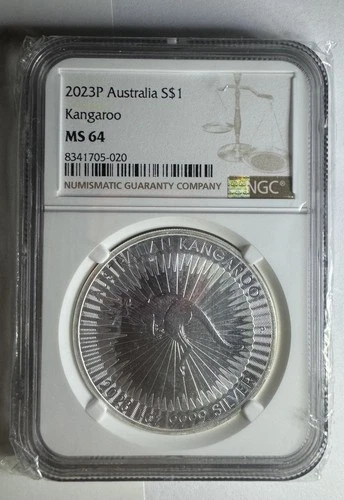 2023P Australia S$1
Kangaroo
MS 64
8341705-020
NUMISMATIC GUARANTY COMPANY
NGC
AUSTRALIAN KANGAROO
2023 1oz 9999 SILVER